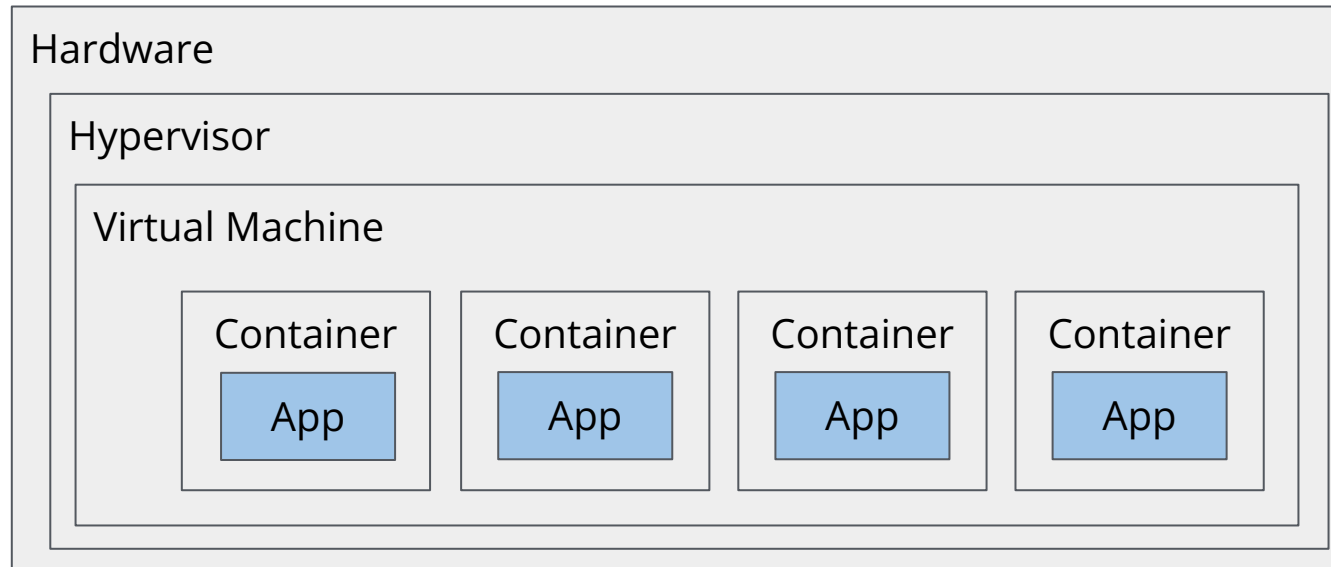 Hardware
Hypervisor
Virtual Machine
Container Container Container Container
App App App App